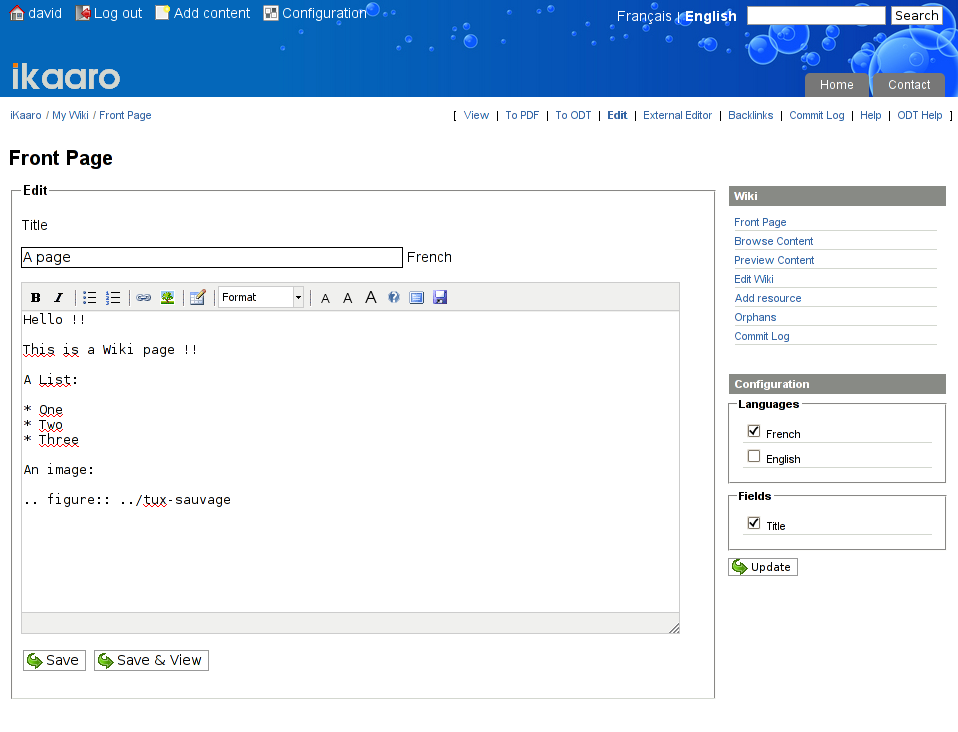 david Log out Add content Configuration Français | English Search
ikaaro
Home Contact
iKaaro / My Wiki / Front Page [ View | To PDF | To ODT | Edit | External Editor | Backlinks | Commit Log | Help | ODT Help ]
Front Page
Edit
Title
A page French
B I Format A A A
Hello !!
This is a Wiki page !!
A List:
* One
* Two
* Three
An image:
.. figure:: ../tux-sauvage
Save Save & View
Wiki
Front Page
Browse Content
Preview Content
Edit Wiki
Add resource
Orphans
Commit Log
Configuration
Languages
French
English
Fields
Title
Update